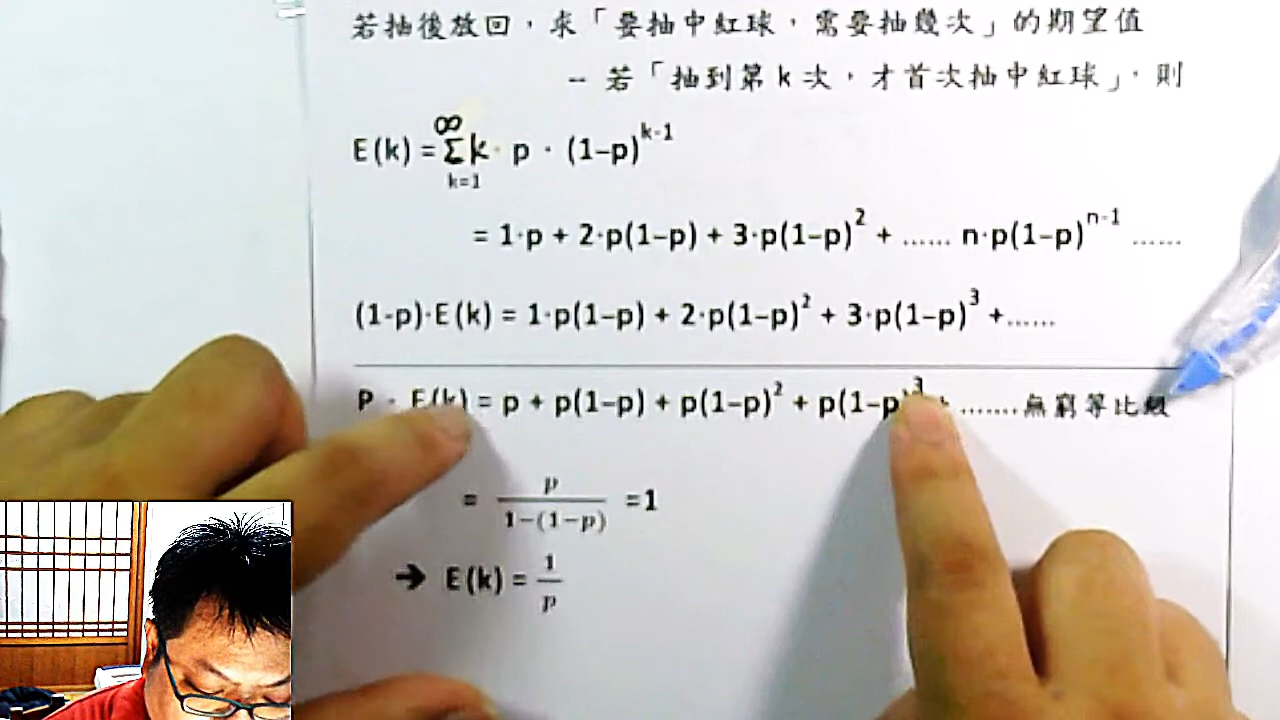 若抽後放回，求「要抽中紅球，需要抽幾次」的期望值
– 若「抽到第 k 次，才首次抽中紅球」，則
E(k) = ∞ Σ k=1 k · p · (1–p)^k-1
= 1·p + 2·p(1–p) + 3·p(1–p)^2 + …… n·p(1–p)^n-1 ……
(1-p)·E(k) = 1·p(1–p) + 2·p(1–p)^2 + 3·p(1–p)^3 +……
P · E(k) = p + p(1–p) + p(1–p)^2 + p(1–p)^3 + …….無窮等比級
= p / 1−(1−p) =1
➔ E(k) = 1 / p